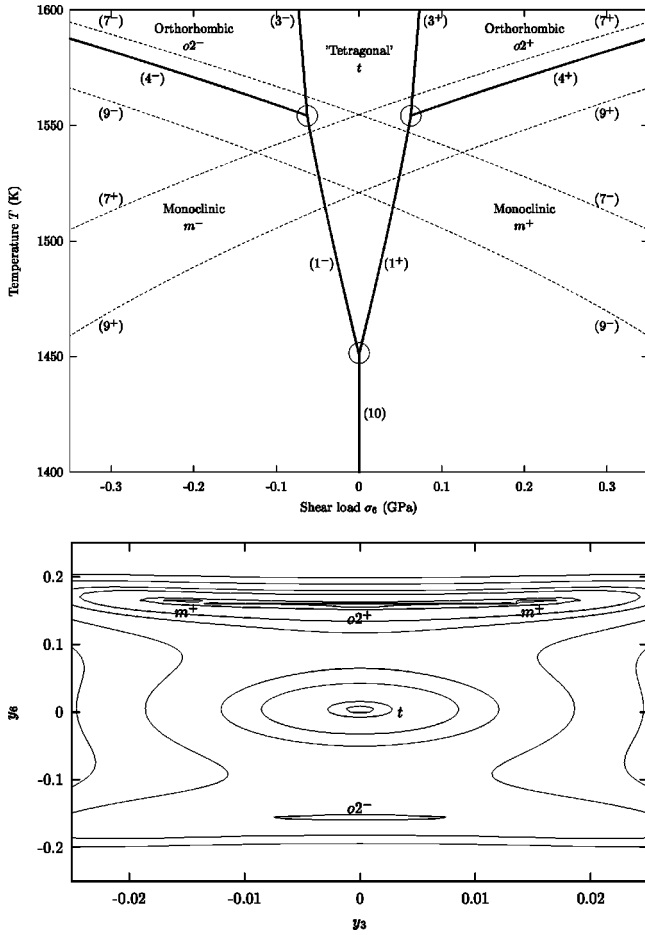 1600
(7⁻)
Orthorhombic
o2⁻
(3⁻)
'Tetragonal'
t
(3⁺)
Orthorhombic
o2⁺
(7⁺)
(4⁻)
(4⁺)
(9⁻)
(9⁺)
1550
(7⁺)
Monoclinic
m⁻
Monoclinic
m⁺
(7⁻)
1500
(1⁻)
(1⁺)
(9⁺)
(9⁻)
1450
(10)
1400
Temperature T (K)
-0.3 -0.2 -0.1 0 0.1 0.2 0.3
Shear load σ₆ (GPa)
0.2
m⁺ o2⁺ m⁺
0.1
0
t
-0.1
o2⁻
-0.2
y₆
-0.02 -0.01 0 0.01 0.02
y₃